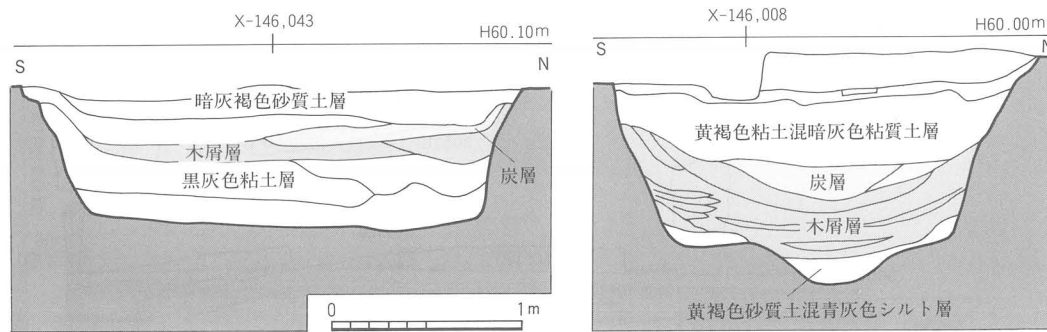 X-146,043
H60.10m
S
N
暗灰褐色砂質土層
木屑層
黒灰色粘土層
炭層
0
1m
X-146,008
H60.00m
S
N
黄褐色粘土混暗灰色粘質土層
炭層
木屑層
黄褐色砂質土混青灰色シルト層